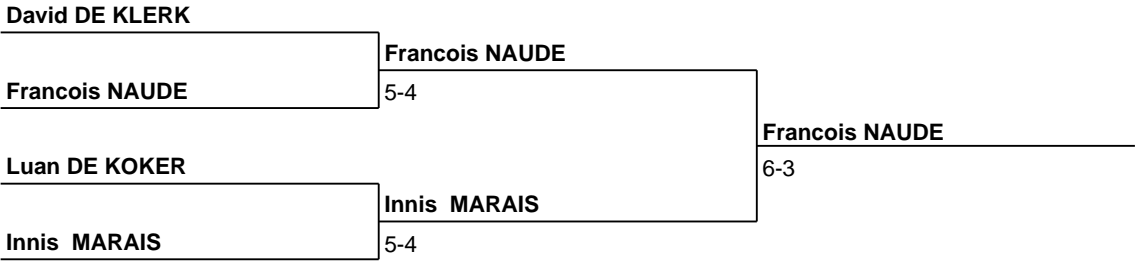 David DE KLERK
Francois NAUDE
Francois NAUDE
5-4
Francois NAUDE
Luan DE KOKER
6-3
Innis  MARAIS
Innis  MARAIS
5-4